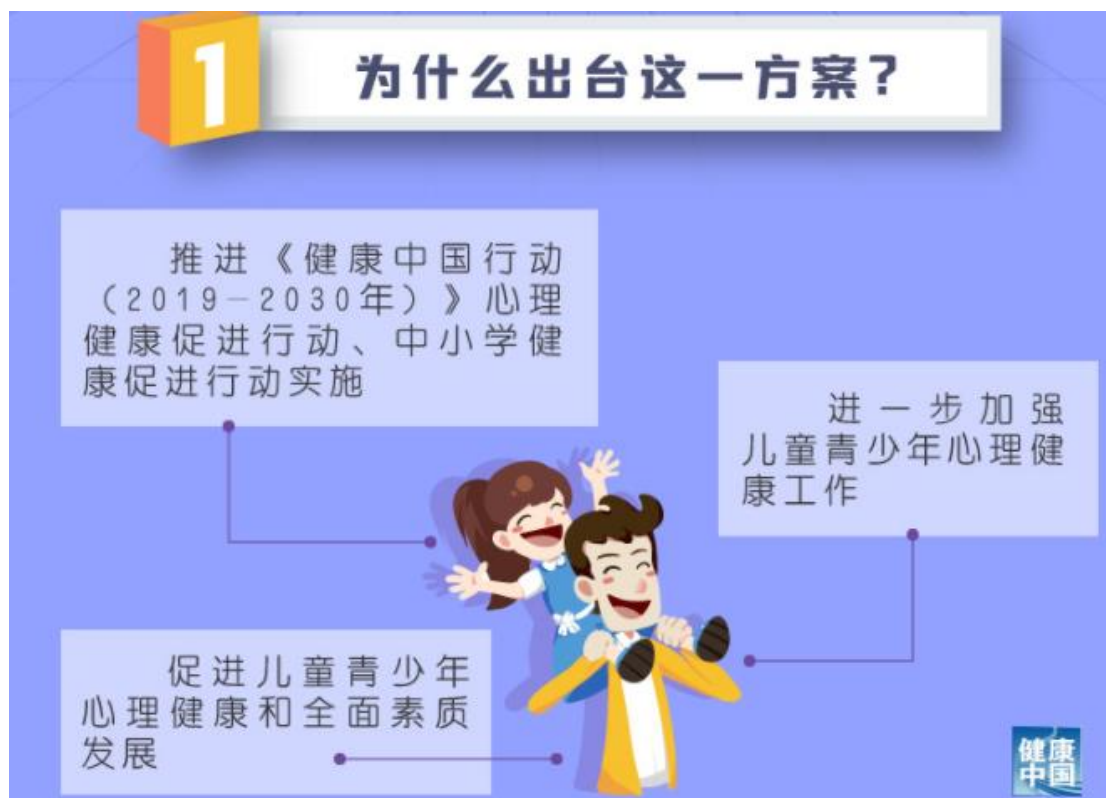 1
为什么出台这一方案？
推进《健康中国行动
（2019—2030年）》心理
健康促进行动、中小学健
康促进行动实施
进一步加强
儿童青少年心理健
康工作
促进儿童青少年
心理健康和全面素质
发展
健康
中国